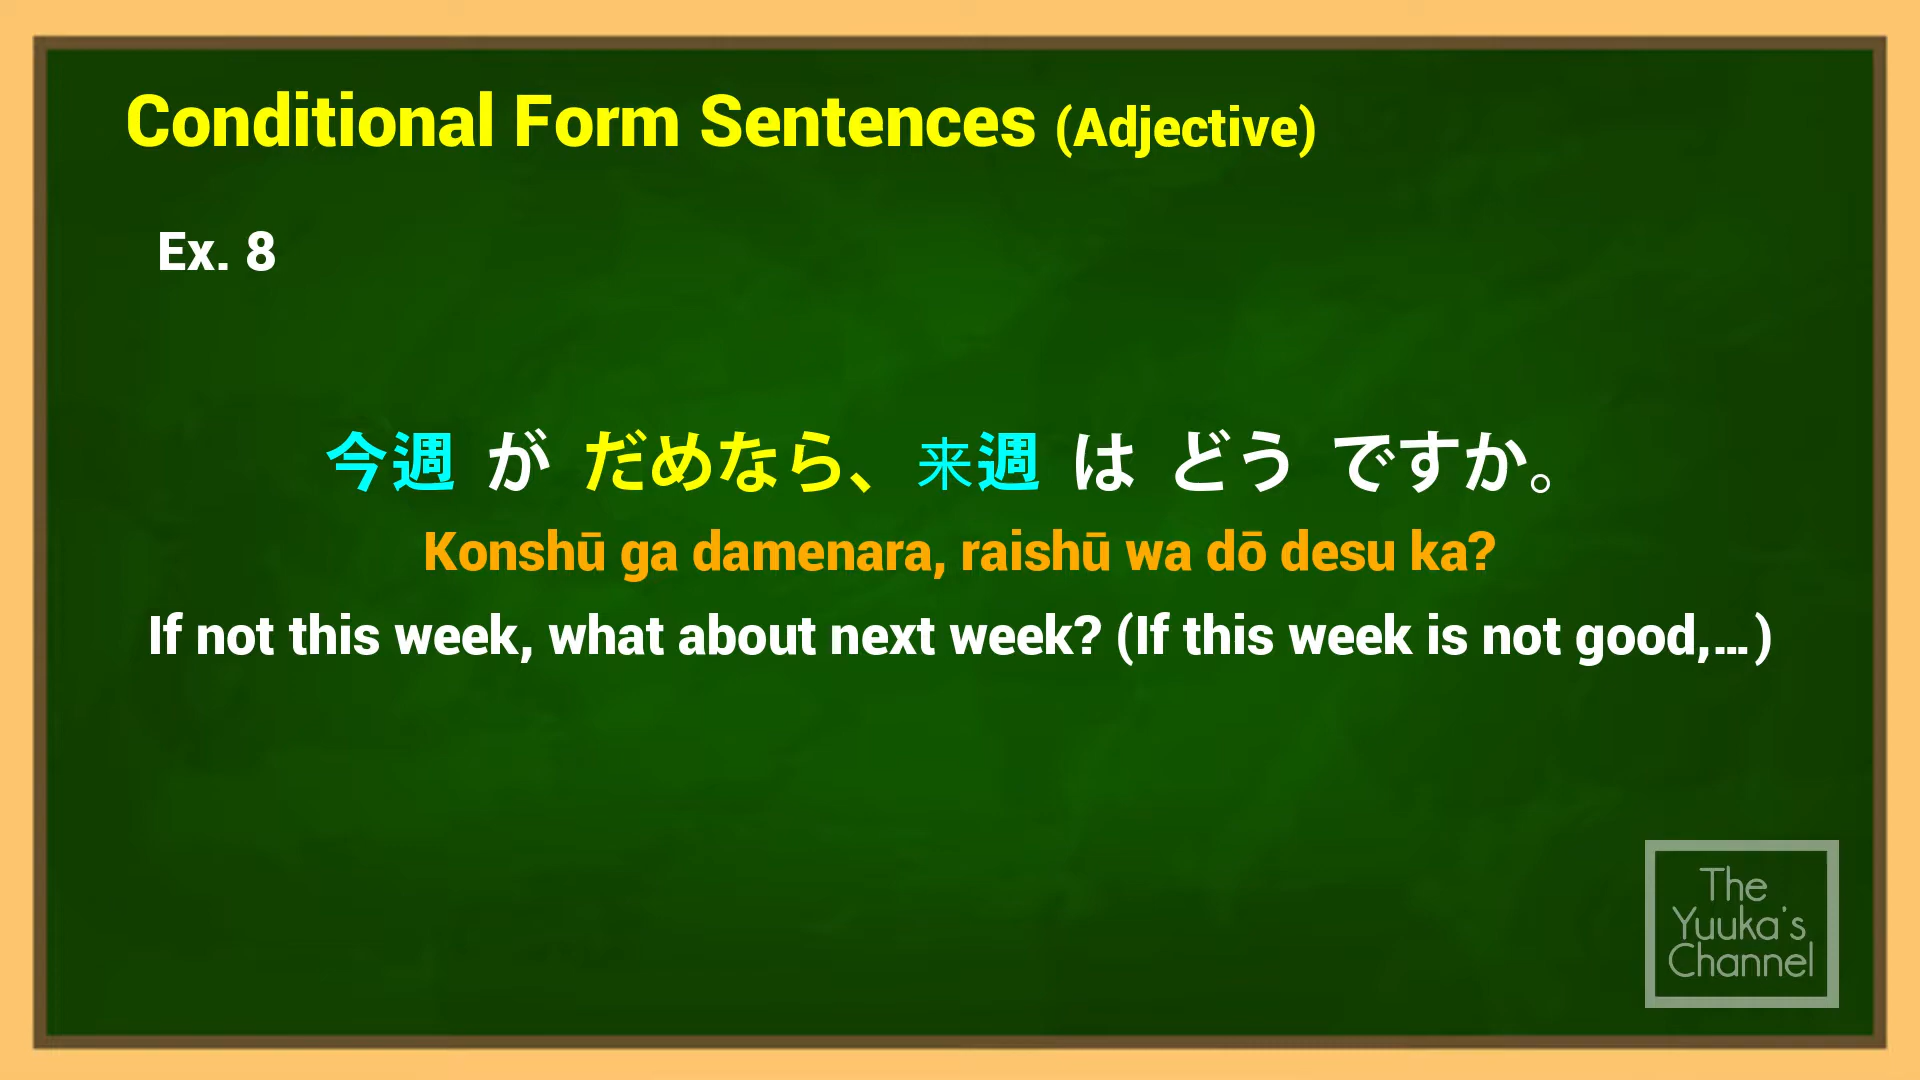 Conditional Form Sentences (Adjective)
Ex. 8
今週 が だめなら、来週 は どう ですか。
Konshū ga damenara, raishū wa dō desu ka?
If not this week, what about next week? (If this week is not good,...)
The
Yuuka's
Channel